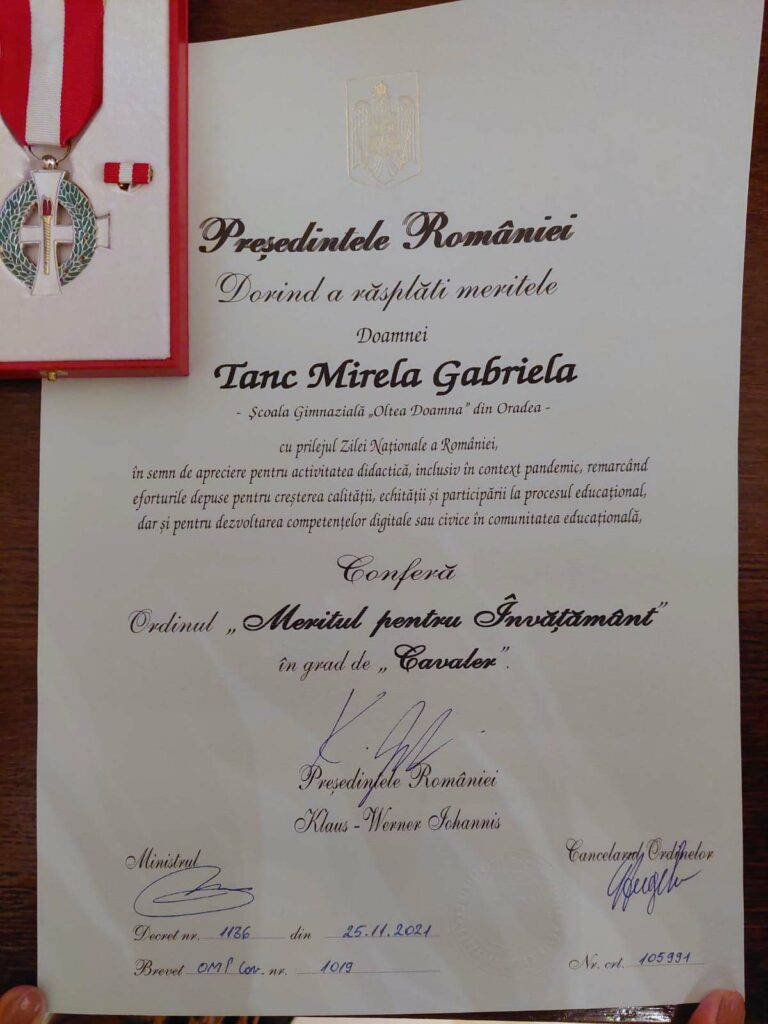 Președintele României
Dorind a răsplăti meritele
Doamnei
Tanc Mirela Gabriela
- Școala Gimnazială „Oltea Doamna” din Oradea -
cu prilejul Zilei Naționale a României,
în semn de apreciere pentru activitatea didactică, inclusiv în context pandemic, remarcând
eforturile depuse pentru creșterea calității, echității și participării la procesul educațional,
dar și pentru dezvoltarea competențelor digitale sau civice în comunitatea educațională,
Conferă
Ordinul „Meritul pentru Învățământ”
în grad de „Cavaler”.
Președintele României
Klaus - Werner Iohannis
Ministrul
Cancelarul Ordinelor
Decret nr. 1136 din 25.11.2021
Brevet nr. 1019
Nr. crt. 105991